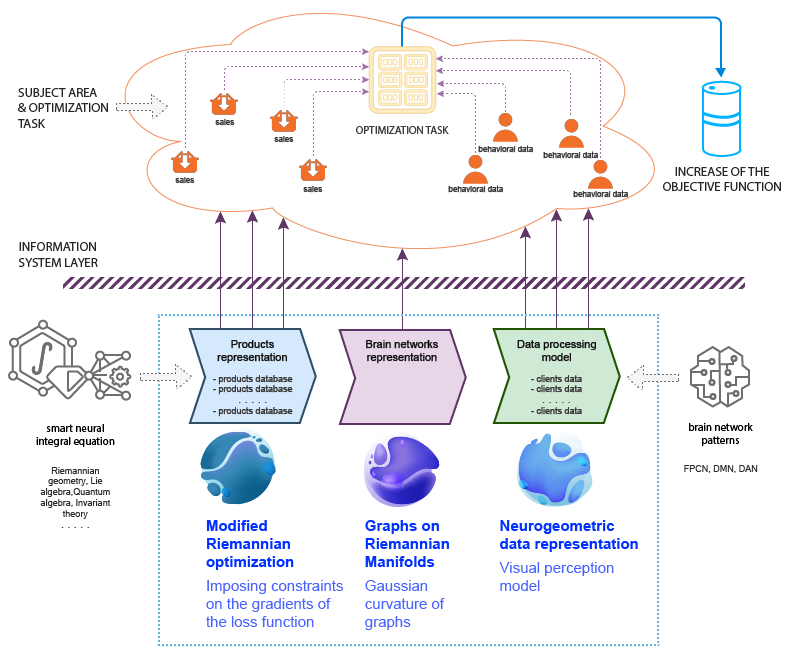 SUBJECT AREA
& OPTIMIZATION
TASK
OPTIMIZATION TASK
sales
sales
sales
sales
behavioral data
behavioral data
behavioral data
behavioral data
INCREASE OF THE
OBJECTIVE FUNCTION
INFORMATION
SYSTEM LAYER
smart neural
integral equation
Riemannian
geometry, Lie
algebra,Quantum
algebra, Invariant
theory
. . . . .
Products
representation
- products database
- products database
. . . . .
- products database
Brain networks
representation
Data processing
model
- clients data
- clients data
. . . . .
- clients data
brain network
patterns
FPCN, DMN, DAN
Modified
Riemannian
optimization
Imposing constraints
on the gradients of
the loss function
Graphs on
Riemannian
Manifolds
Gaussian
curvature of
graphs
Neurogeometric
data representation
Visual perception
model